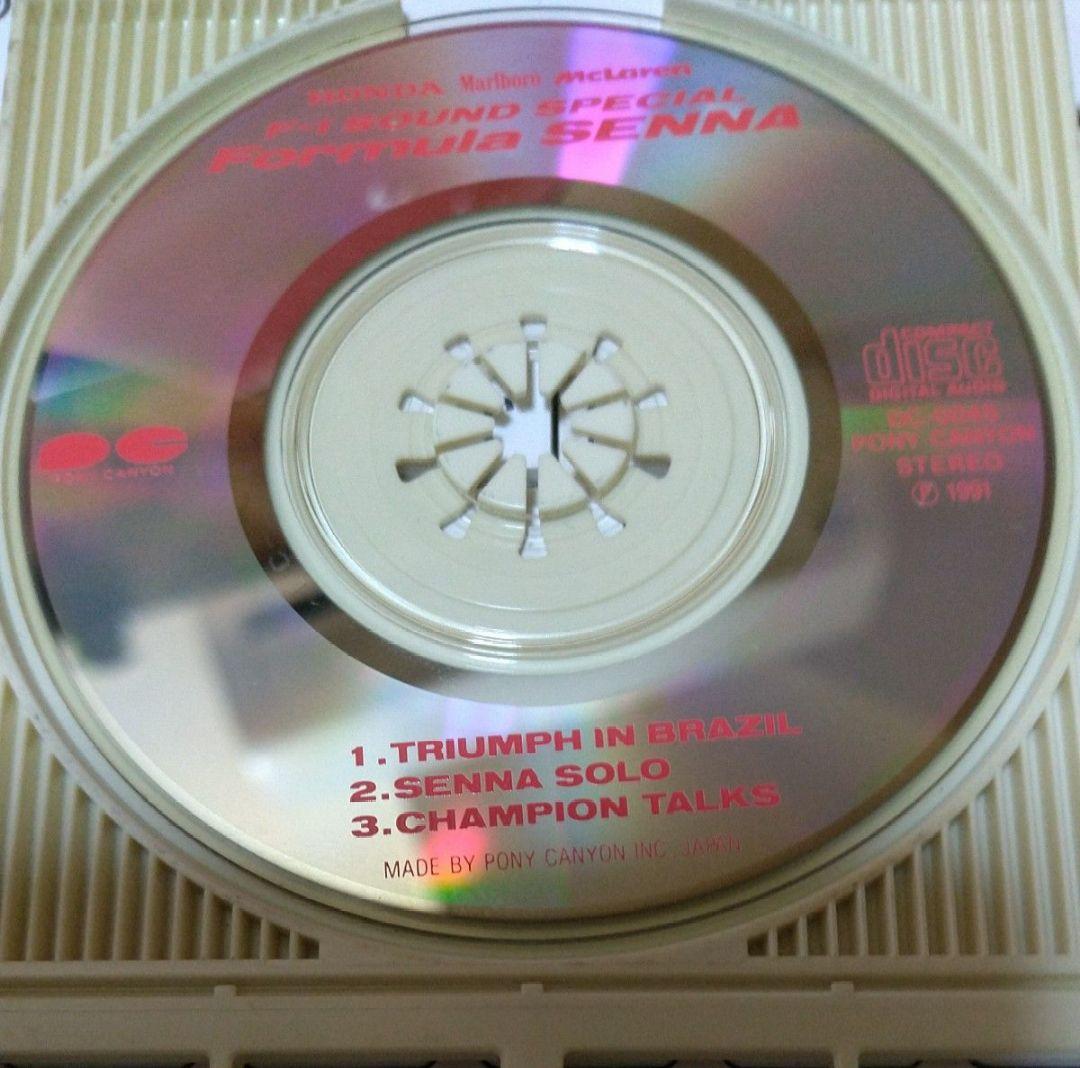 HONDA Marlboro McLaren
F-1 SOUND SPECIAL
Formula SENNA
COMPACT
disc
DIGITAL AUDIO
PONY CANYON
STEREO
Ⓟ 1991
PONY CANYON
1.TRIUMPH IN BRAZIL
2.SENNA SOLO
3.CHAMPION TALKS
MADE BY PONY CANYON INC. JAPAN